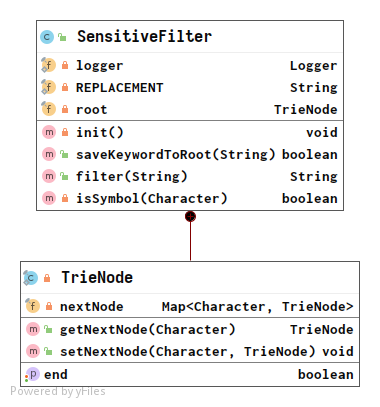 SensitiveFilter
logger Logger
REPLACEMENT String
root TrieNode
init() void
saveKeywordToRoot(String) boolean
filter(String) String
isSymbol(Character) boolean
TrieNode
nextNode Map<Character, TrieNode>
getNextNode(Character) TrieNode
setNextNode(Character, TrieNode) void
end boolean
Powered by yFiles